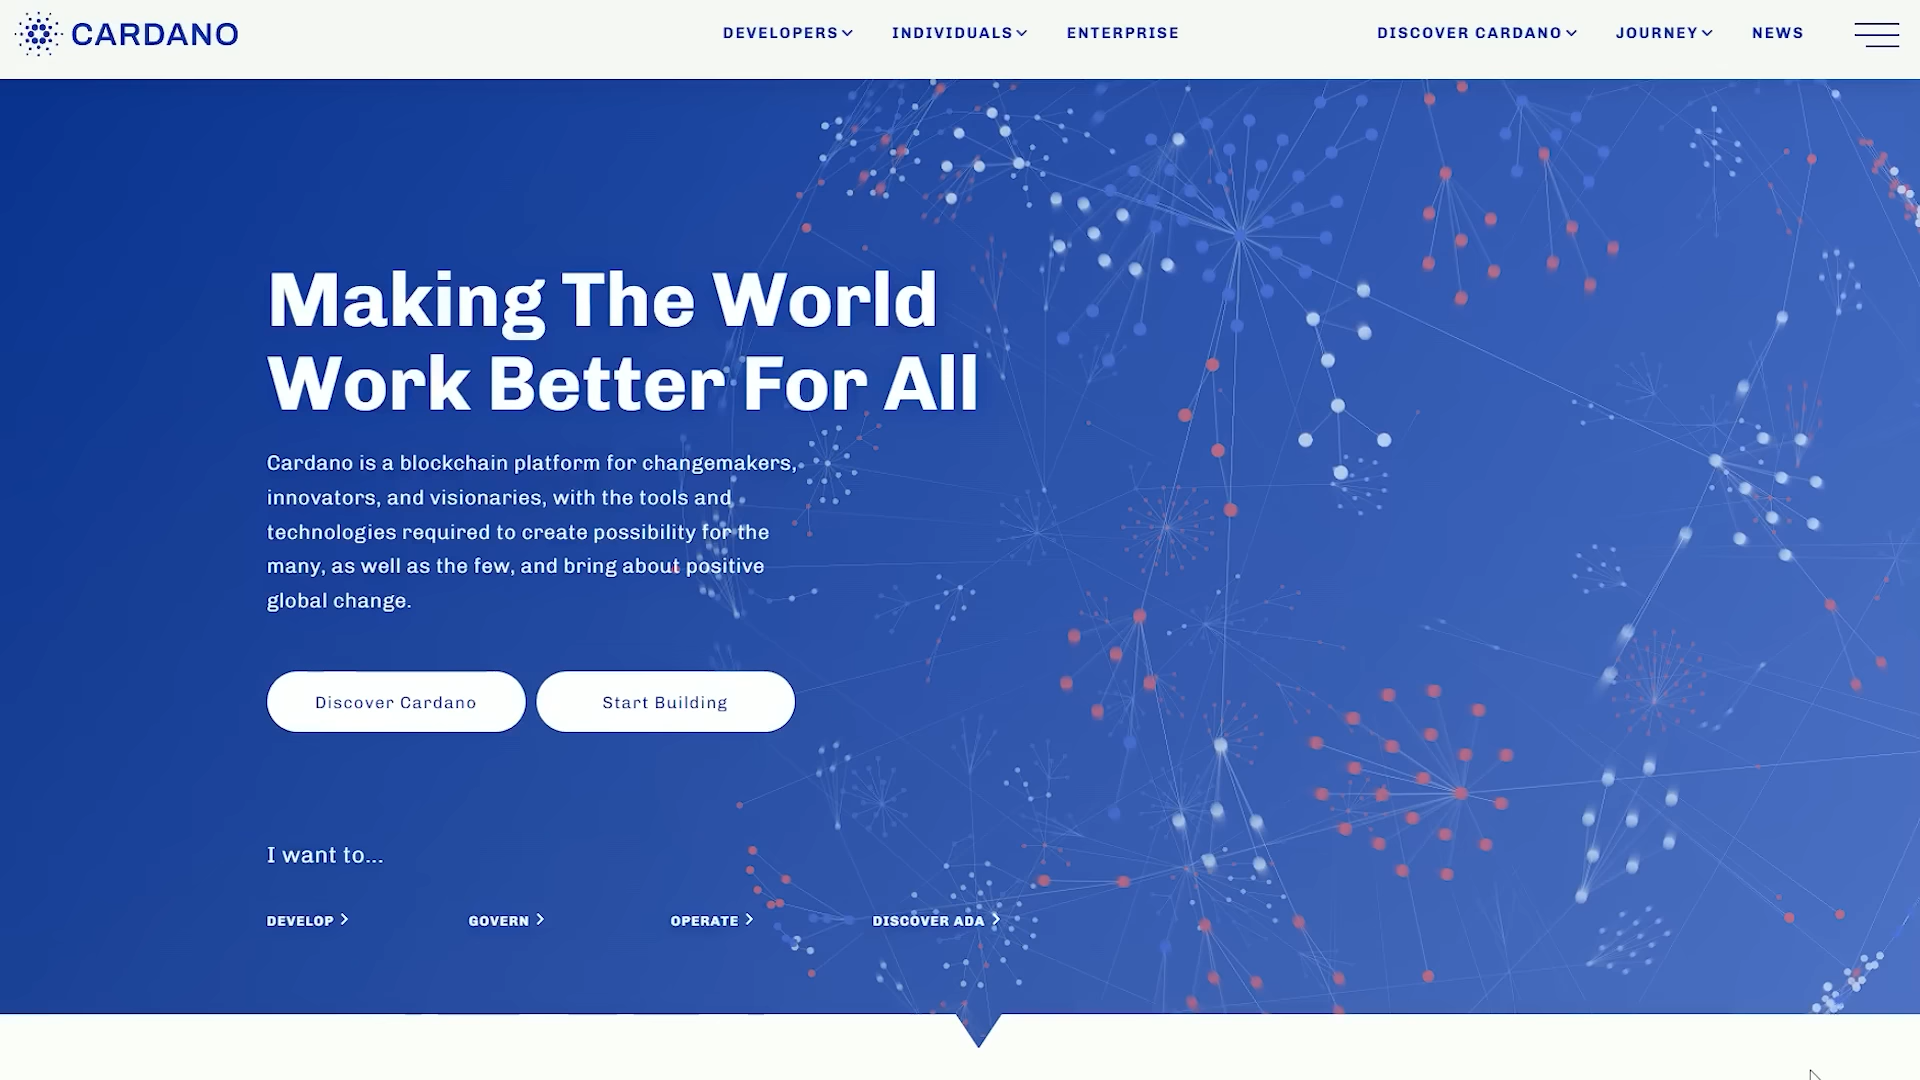 CARDANO
DEVELOPERS
INDIVIDUALS
ENTERPRISE
DISCOVER CARDANO
JOURNEY
NEWS
Making The World
Work Better For All
Cardano is a blockchain platform for changemakers,
innovators, and visionaries, with the tools and
technologies required to create possibility for the
many, as well as the few, and bring about positive
global change.
Discover Cardano
Start Building
I want to...
DEVELOP
GOVERN
OPERATE
DISCOVER ADA